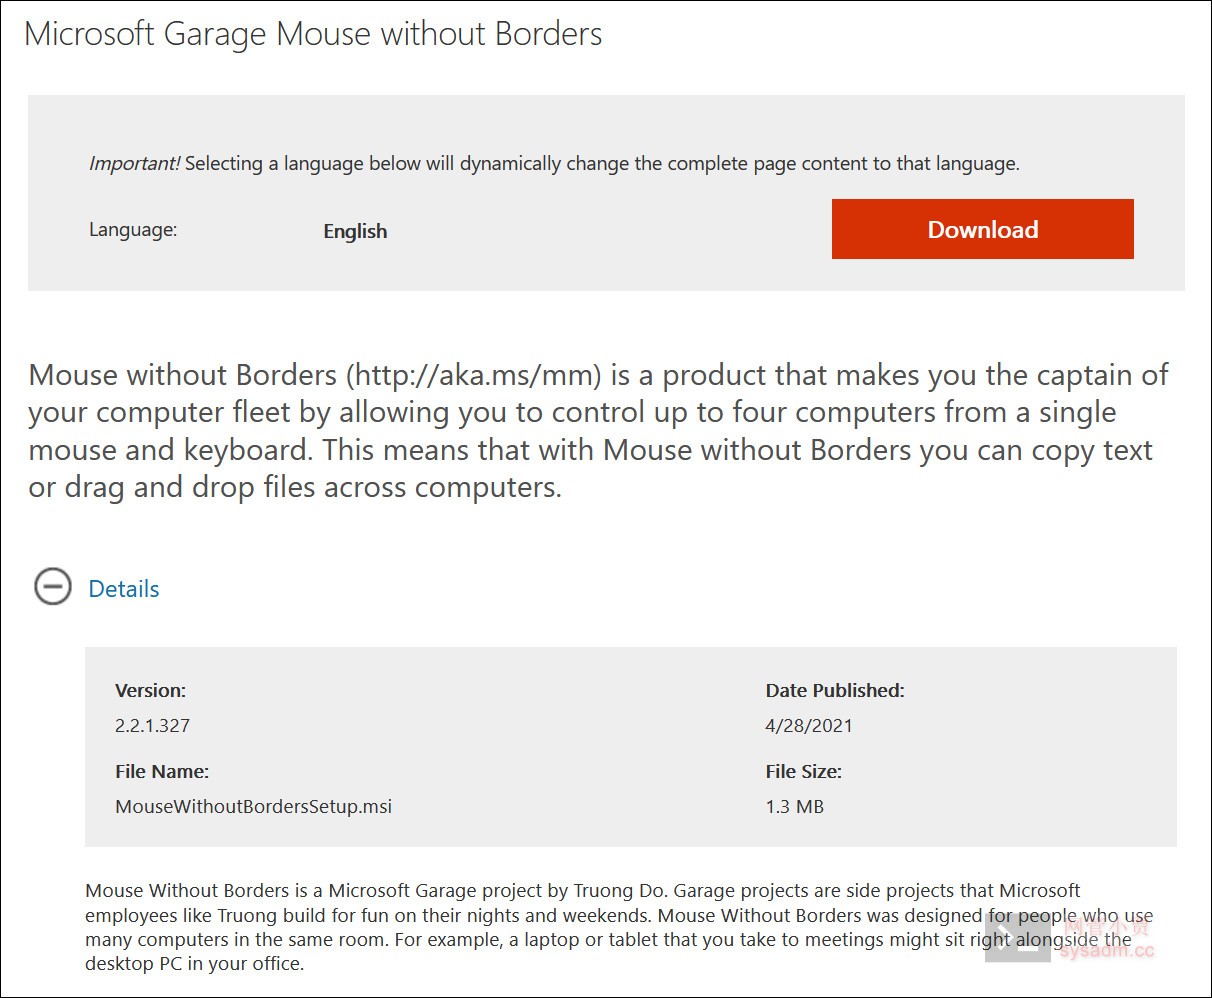 Microsoft Garage Mouse without Borders
Important! Selecting a language below will dynamically change the complete page content to that language.
Language:
English
Download
Mouse without Borders (http://aka.ms/mm) is a product that makes you the captain of
your computer fleet by allowing you to control up to four computers from a single
mouse and keyboard. This means that with Mouse without Borders you can copy text
or drag and drop files across computers.
Details
Version:
2.2.1.327
Date Published:
4/28/2021
File Name:
MouseWithoutBordersSetup.msi
File Size:
1.3 MB
Mouse Without Borders is a Microsoft Garage project by Truong Do. Garage projects are side projects that Microsoft
employees like Truong build for fun on their nights and weekends. Mouse Without Borders was designed for people who use
many computers in the same room. For example, a laptop or tablet that you take to meetings might sit right alongside the
desktop PC in your office.
网管小贾
sysadm.cc